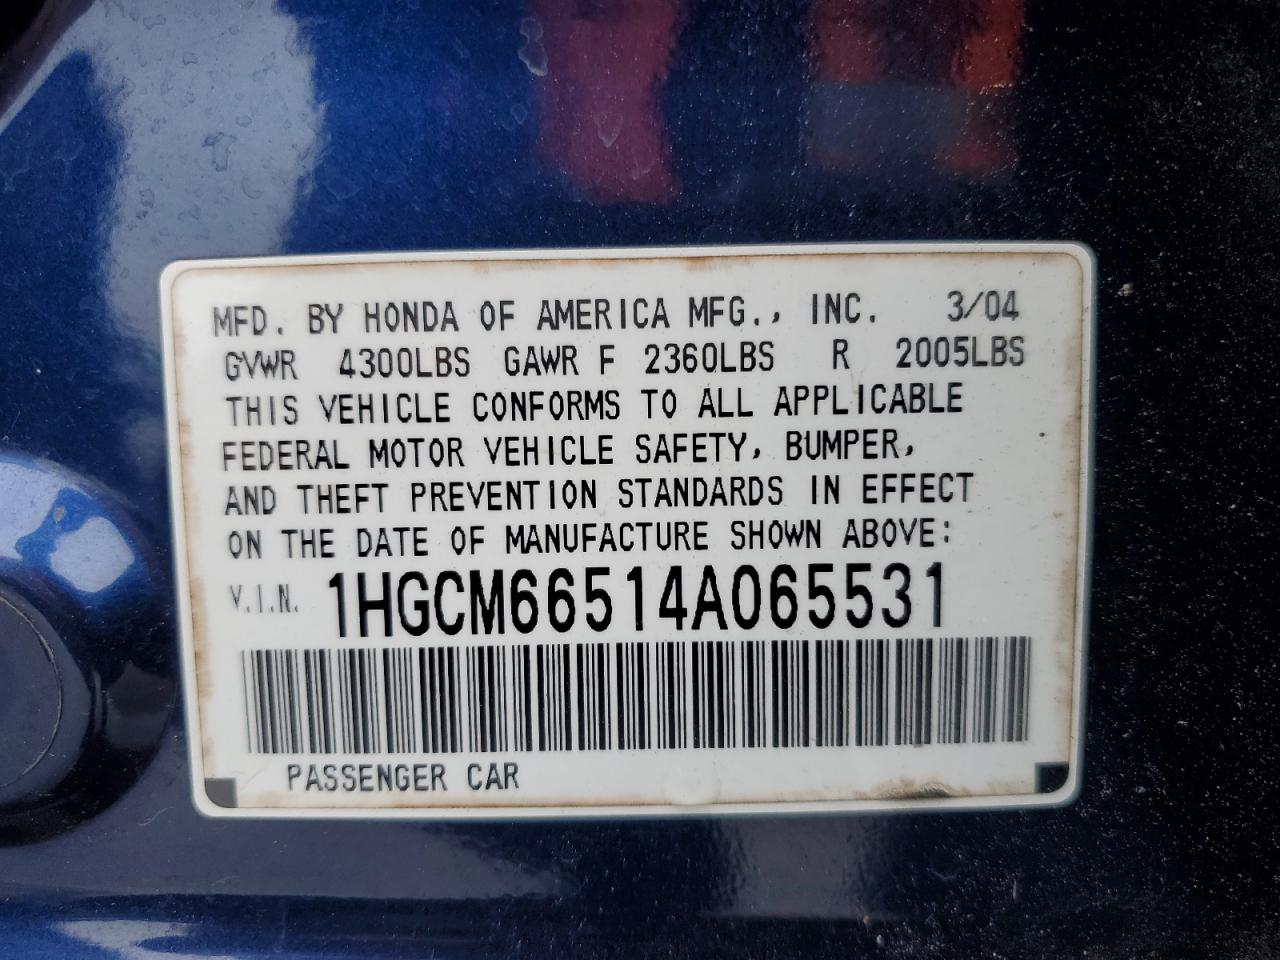 MFD. BY HONDA OF AMERICA MFG., INC. 3/04
GVWR 4300LBS GAWR F 2360LBS R 2005LBS
THIS VEHICLE CONFORMS TO ALL APPLICABLE
FEDERAL MOTOR VEHICLE SAFETY, BUMPER,
AND THEFT PREVENTION STANDARDS IN EFFECT
ON THE DATE OF MANUFACTURE SHOWN ABOVE:
V.I.N. 1HGCM66514A065531
PASSENGER CAR